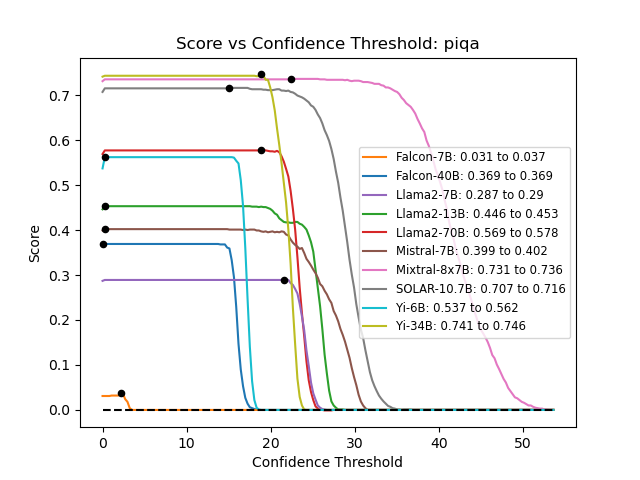 Score vs Confidence Threshold: piqa
Score
0.7
0.6
0.5
0.4
0.3
0.2
0.1
0.0
Falcon-7B: 0.031 to 0.037
Falcon-40B: 0.369 to 0.369
Llama2-7B: 0.287 to 0.29
Llama2-13B: 0.446 to 0.453
Llama2-70B: 0.569 to 0.578
Mistral-7B: 0.399 to 0.402
Mixtral-8x7B: 0.731 to 0.736
SOLAR-10.7B: 0.707 to 0.716
Yi-6B: 0.537 to 0.562
Yi-34B: 0.741 to 0.746
0 10 20 30 40 50
Confidence Threshold